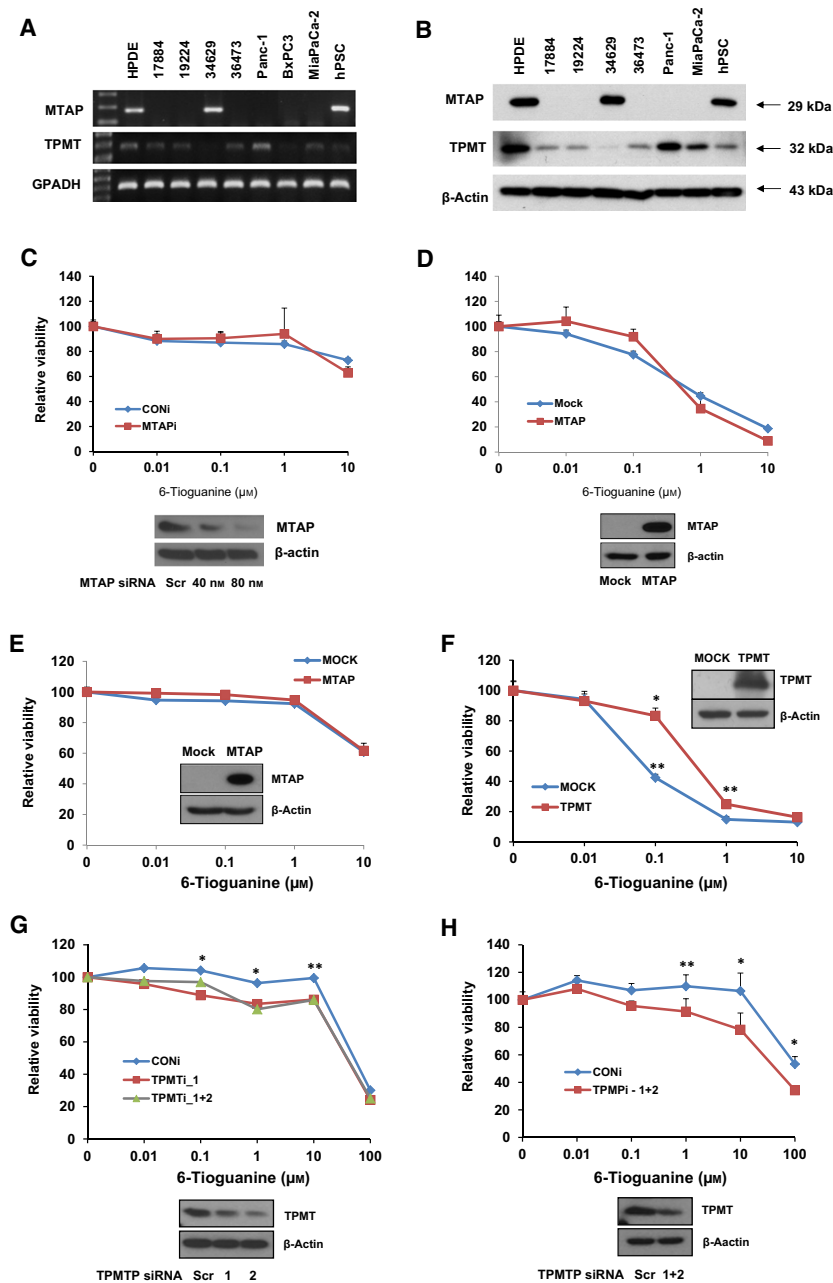 A
HPDE 17884 19224 34629 36473 Panc-1 BxPC3 MiaPaCa-2 hPSC
MTAP
TPMT
GPADH
B
HPDE 17884 19224 34629 36473 Panc-1 MiaPaCa-2 hPSC
MTAP 29 kDa
TPMT 32 kDa
β-Actin 43 kDa
C
Relative viability
140
120
100
80
60
40
20
0
CONi
MTAPi
0 0.01 0.1 1 10
6-Tioguanine (μM)
MTAP
β-actin
MTAP siRNA Scr 40 nM 80 nM
D
Relative viability
140
120
100
80
60
40
20
0
Mock
MTAP
0 0.01 0.1 1 10
6-Tioguanine (μM)
MTAP
β-actin
Mock MTAP
E
Relative viability
120
100
80
60
40
20
0
MOCK
MTAP
Mock MTAP
MTAP
β-Actin
0 0.01 0.1 1 10
6-Tioguanine (μM)
F
Relative viability
120
100
80
60
40
20
0
MOCK TPMT
TPMT
β-Actin
*
**
**
MOCK
TPMT
0 0.01 0.1 1 10
6-Tioguanine (μM)
G
Relative viability
120
100
80
60
40
20
0
* * **
CONi
TPMTi_1
TPMTi_1+2
0 0.01 0.1 1 10 100
6-Tioguanine (μM)
TPMT
β-Actin
TPMTP siRNA Scr 1 2
H
Relative viability
140
120
100
80
60
40
20
0
** * *
CONi
TPMPi - 1+2
0 0.01 0.1 1 10 100
6-Tioguanine (μM)
TPMT
β-Aactin
TPMTP siRNA Scr 1+2